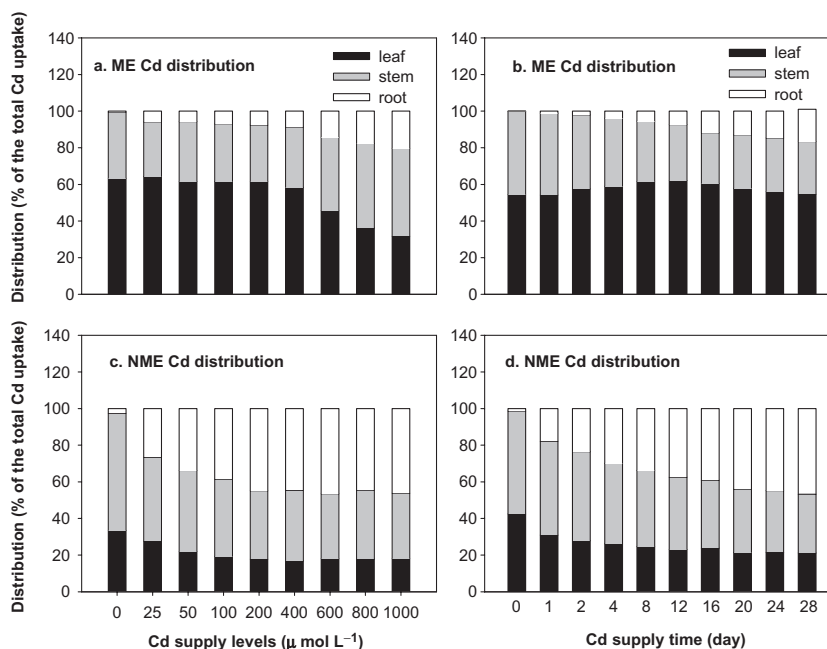 Distribution (% of the total Cd uptake)
140
120
100
80
60
40
20
0
a. ME Cd distribution
leaf
stem
root
140
120
100
80
60
40
20
0
b. ME Cd distribution
leaf
stem
root
Distribution (% of the total Cd uptake)
140
120
100
80
60
40
20
0
c. NME Cd distribution
0 25 50 100 200 400 600 800 1000
Cd supply levels (μ mol L⁻¹)
140
120
100
80
60
40
20
0
d. NME Cd distribution
0 1 2 4 8 12 16 20 24 28
Cd supply time (day)